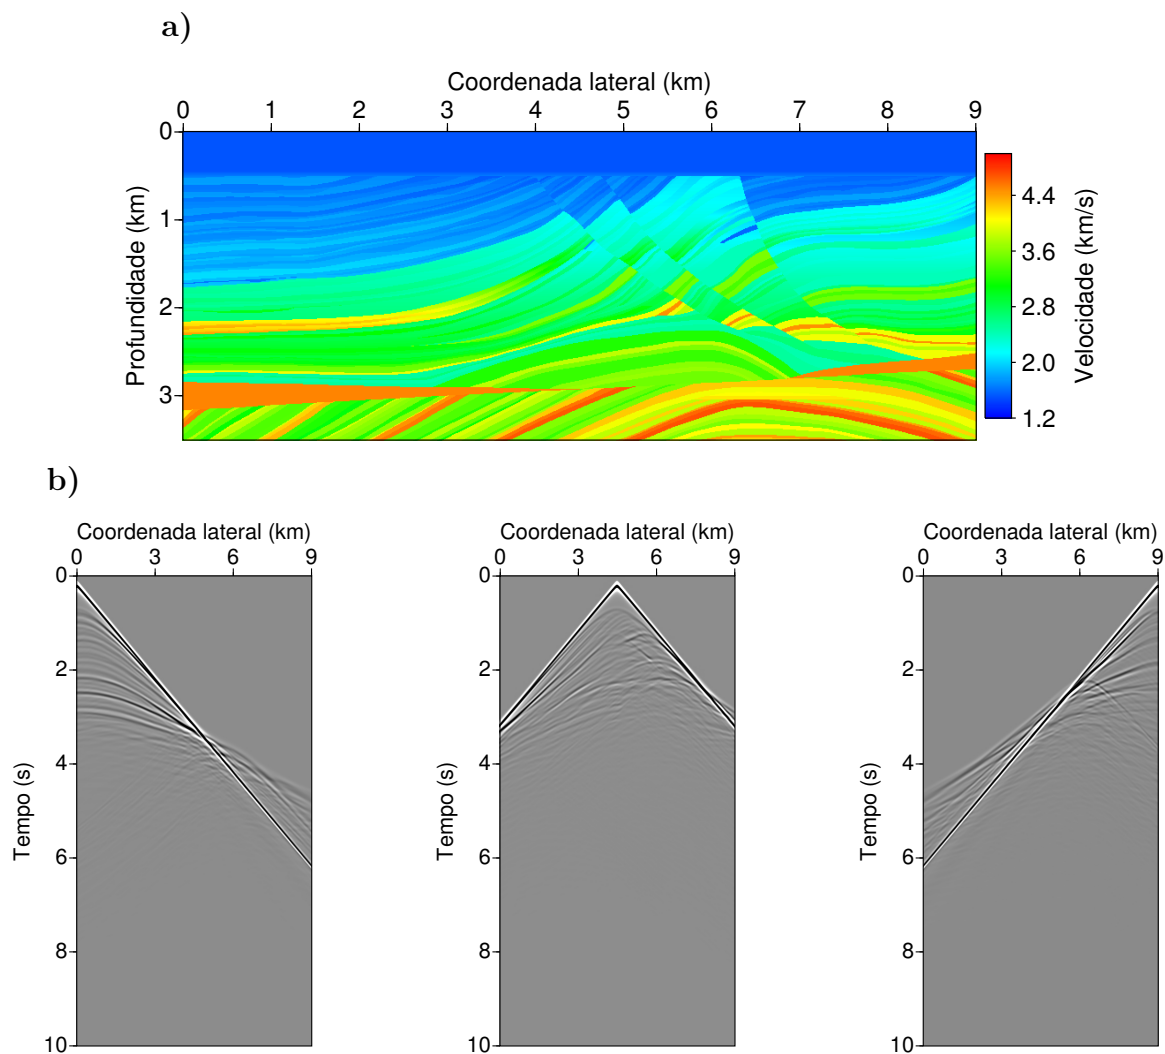 a)
Coordenada lateral (km)
0 1 2 3 4 5 6 7 8 9
Profundidade (km)
0
1
2
3
4.4
3.6
2.8
2.0
1.2
Velocidade (km/s)
b)
Coordenada lateral (km)
0 3 6 9
Tempo (s)
0
2
4
6
8
10
Coordenada lateral (km)
0 3 6 9
Tempo (s)
0
2
4
6
8
10
Coordenada lateral (km)
0 3 6 9
Tempo (s)
0
2
4
6
8
10